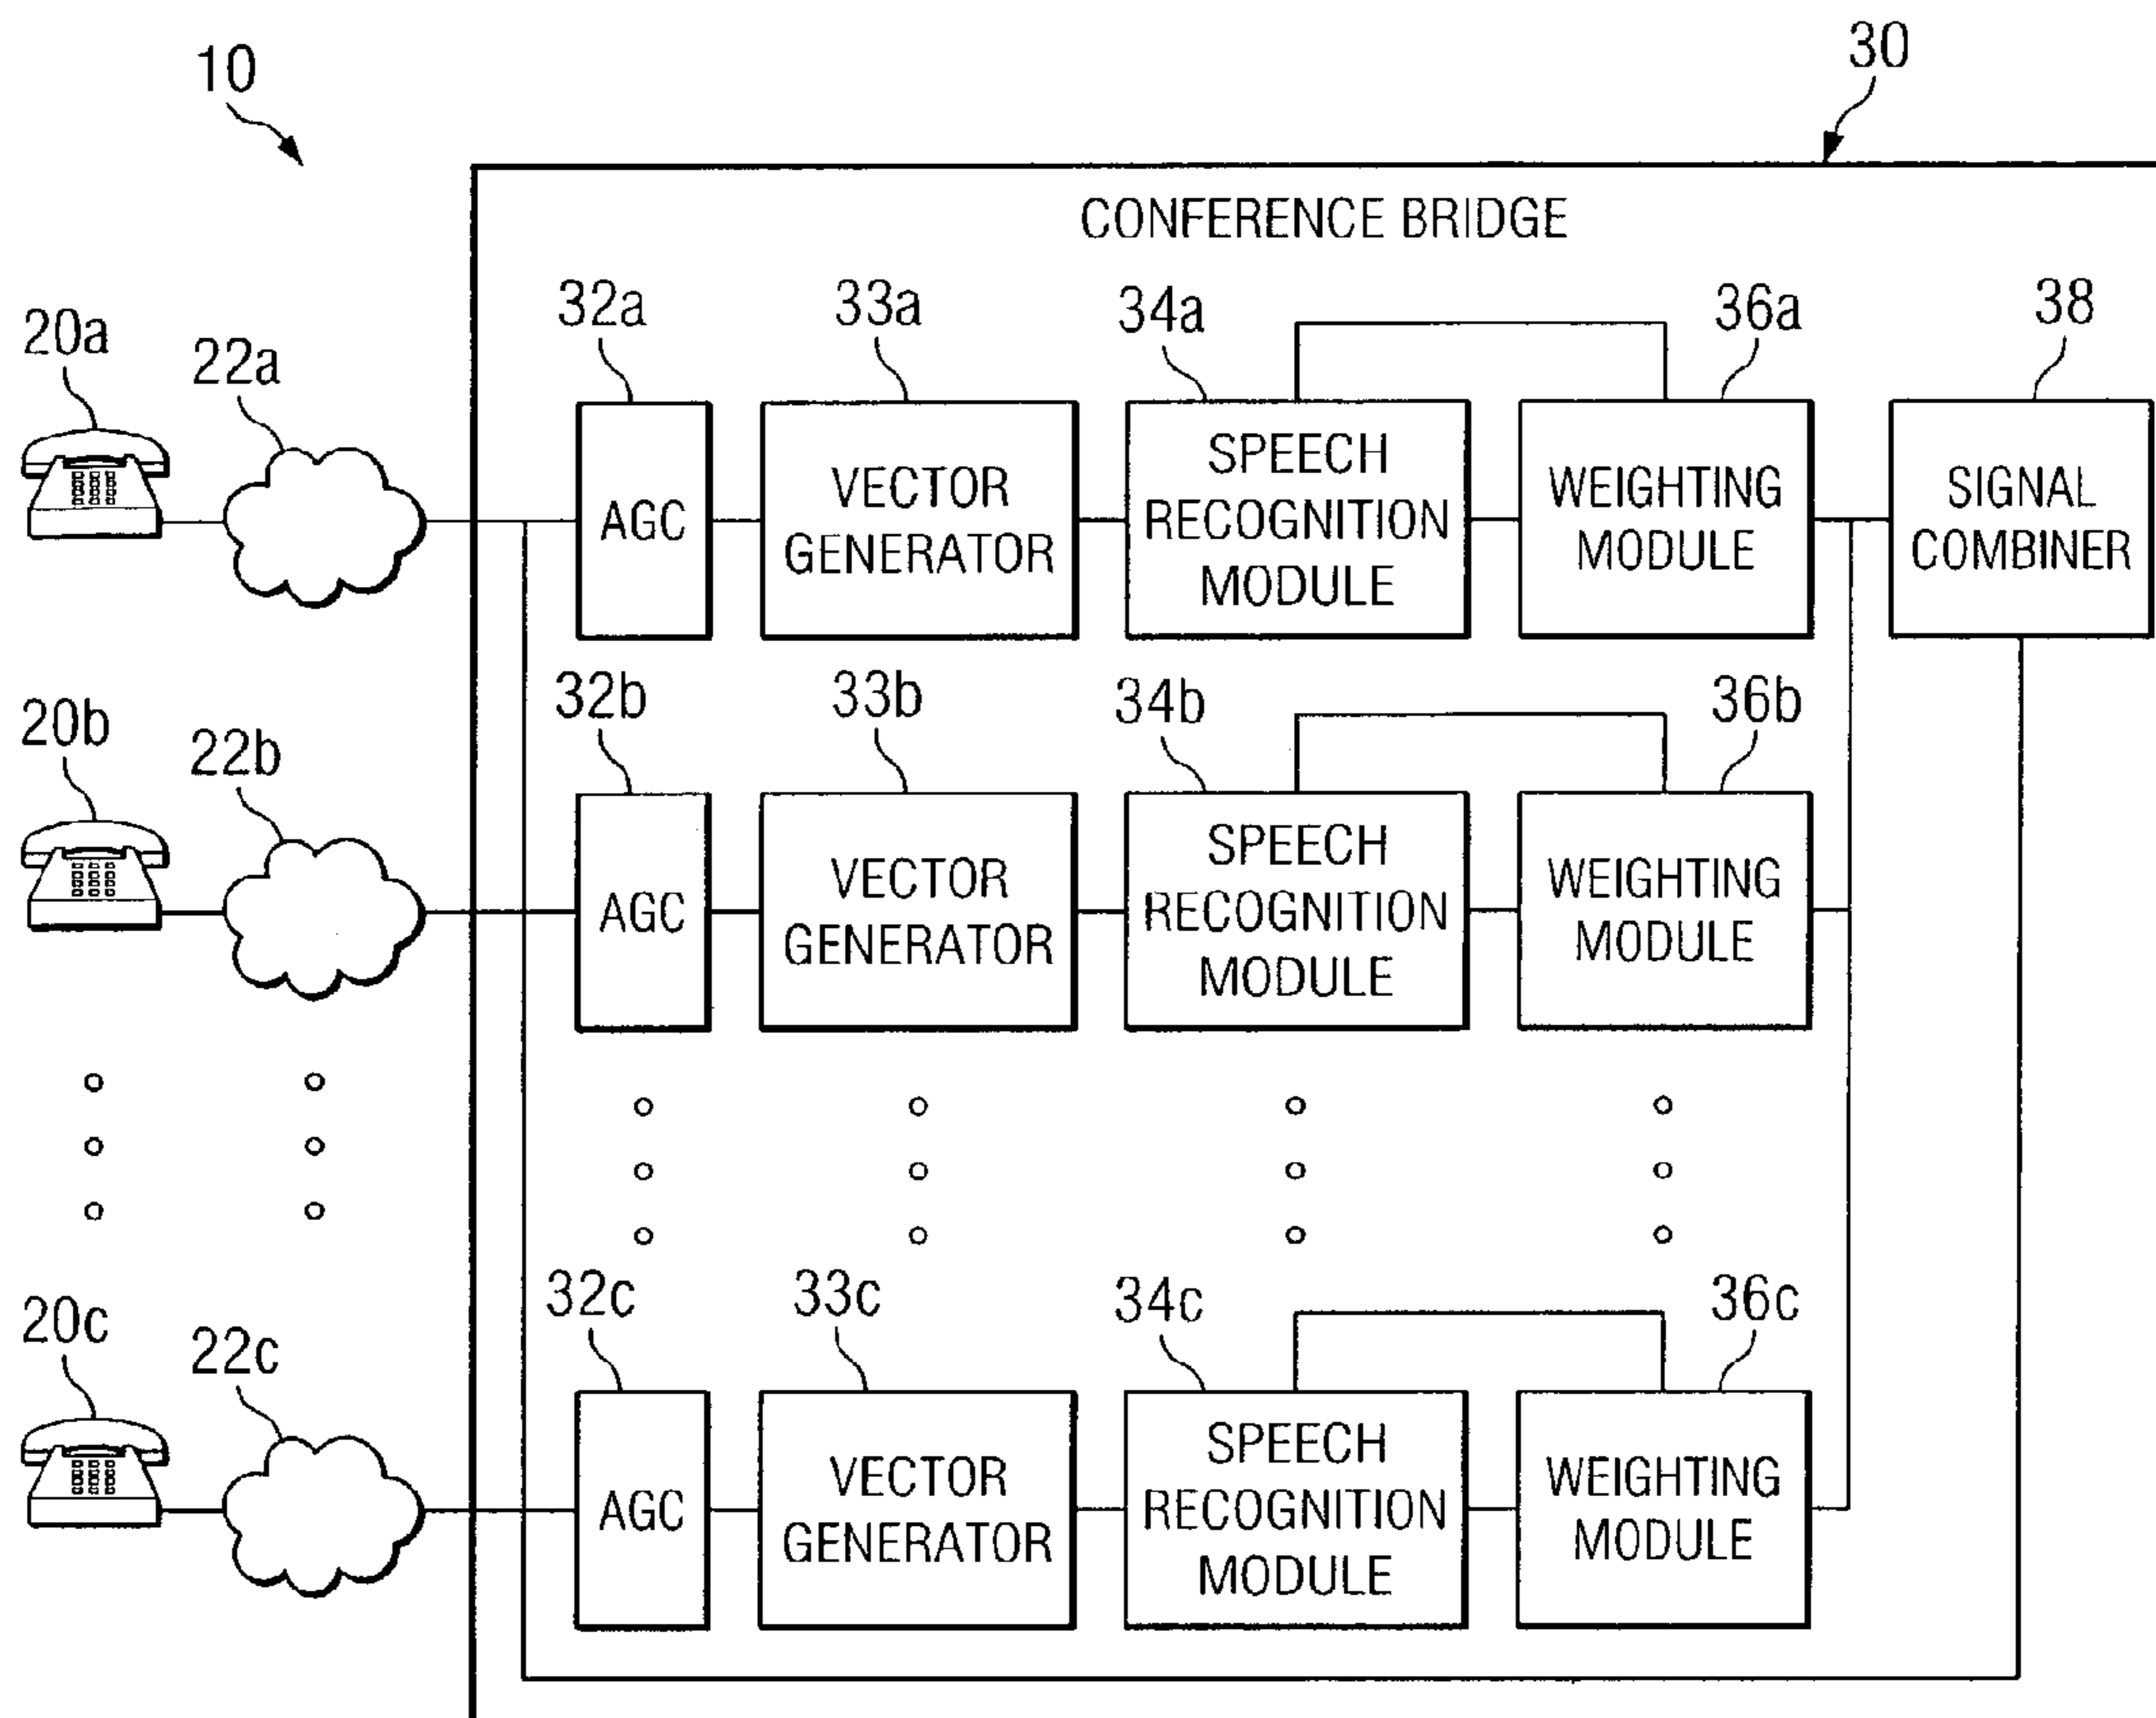 10
30
CONFERENCE BRIDGE
20a
22a
32a
33a
34a
36a
38
AGC
VECTOR
GENERATOR
SPEECH
RECOGNITION
MODULE
WEIGHTING
MODULE
SIGNAL
COMBINER
20b
22b
32b
33b
34b
36b
AGC
VECTOR
GENERATOR
SPEECH
RECOGNITION
MODULE
WEIGHTING
MODULE
20c
22c
32c
33c
34c
36c
AGC
VECTOR
GENERATOR
SPEECH
RECOGNITION
MODULE
WEIGHTING
MODULE